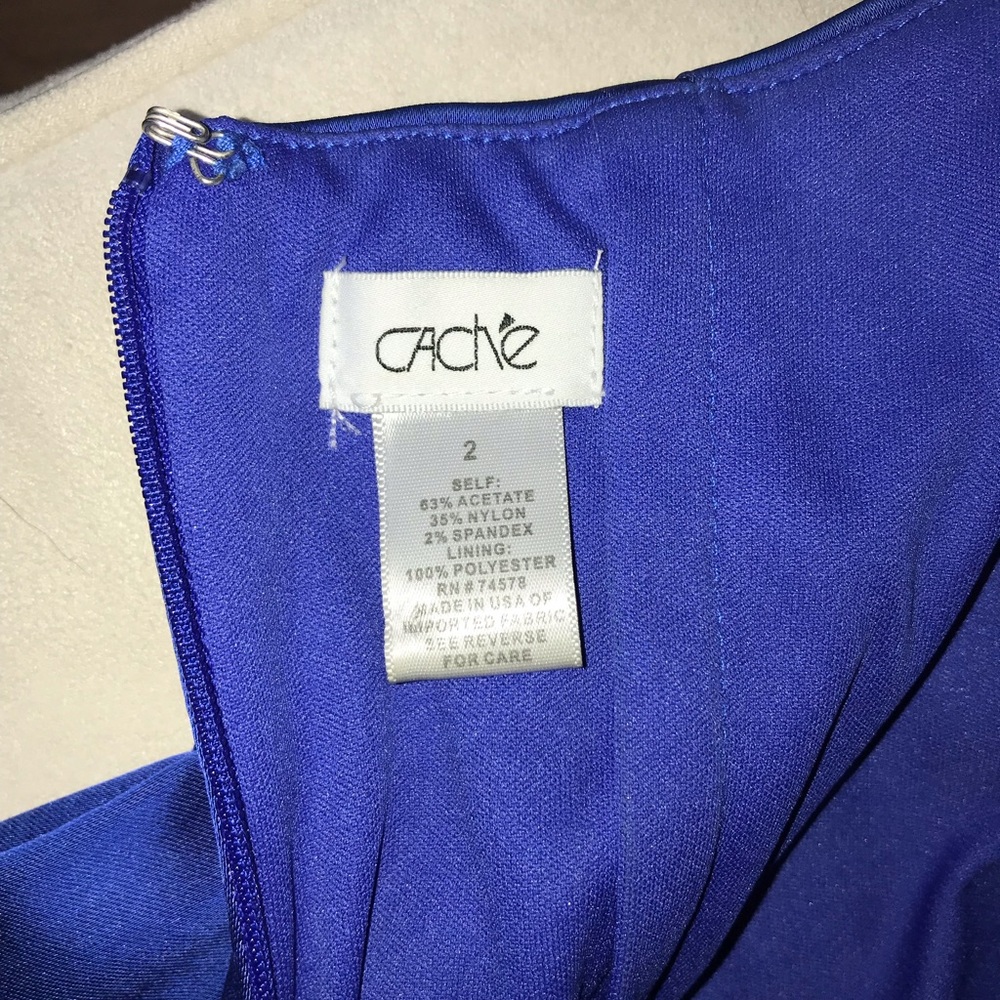 CAché
2
SELF:
63% ACETATE
35% NYLON
2% SPANDEX
LINING:
100% POLYESTER
RN # 74578
MADE IN USA OF
IMPORTED FABRIC
SEE REVERSE
FOR CARE